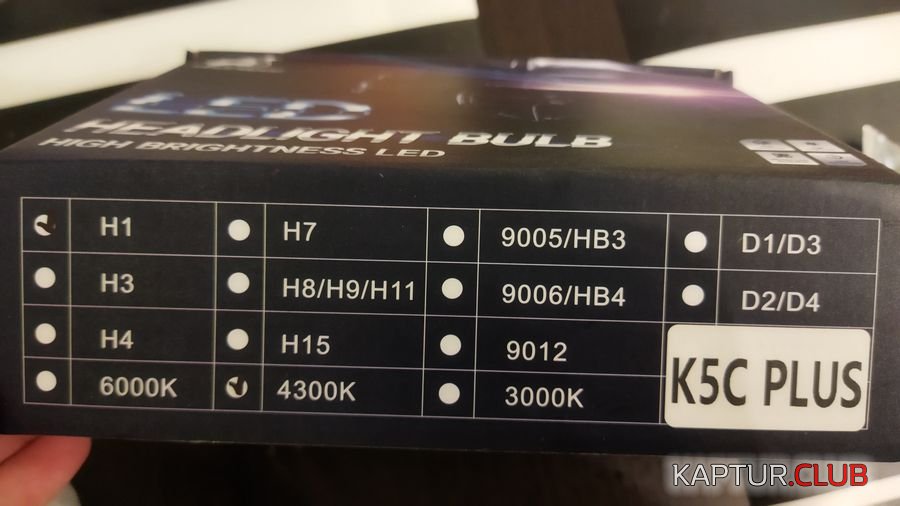 LED
HEADLIGHT BULB
HIGH BRIGHTNESS LED
H1 H7 9005/HB3 D1/D3
H3 H8/H9/H11 9006/HB4 D2/D4
H4 H15 9012
6000K 4300K 3000K
K5C PLUS
KAPTUR.CLUB